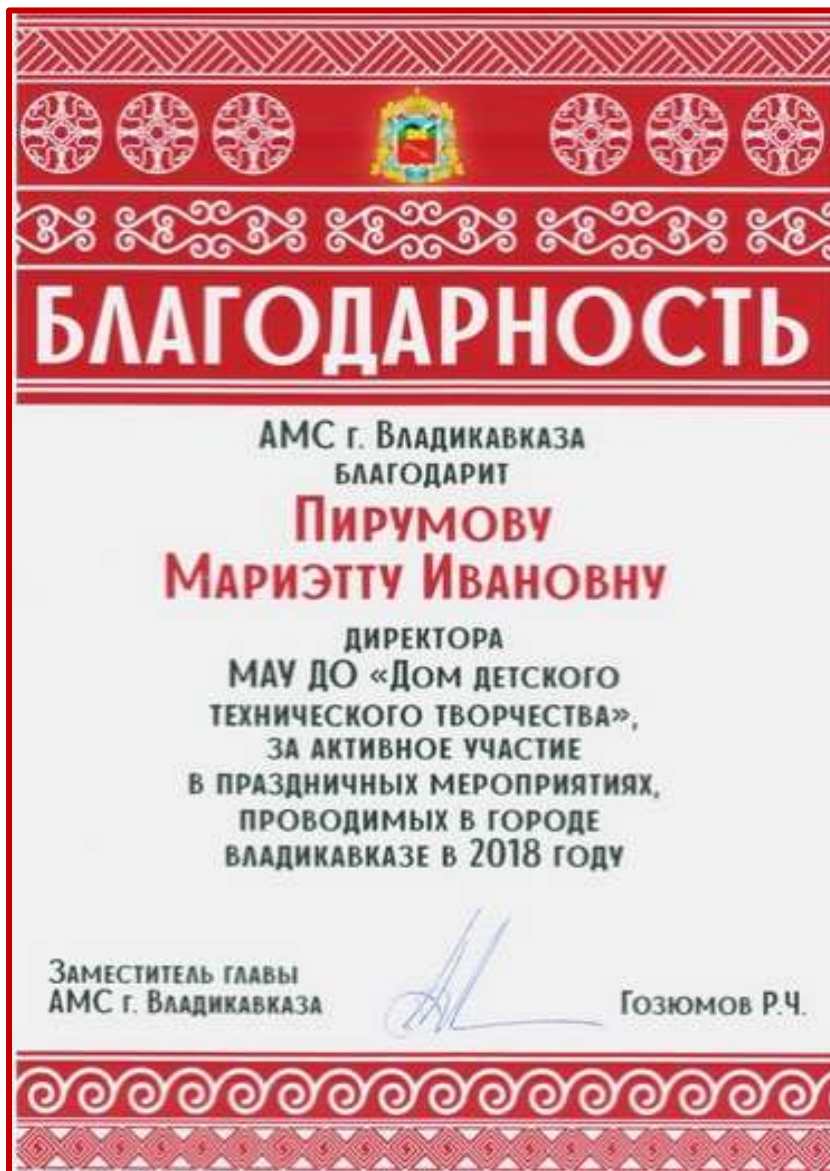 БЛАГОДАРНОСТЬ
АМС г. Владикавказа
благодарит
Пирумову
Мариэтту Ивановну
директора
МАУ ДО «Дом детского
технического творчества»,
за активное участие
в праздничных мероприятиях,
проводимых в городе
владикавказе в 2018 году
Заместитель главы
АМС г. Владикавказа
Гозюмов Р.Ч.